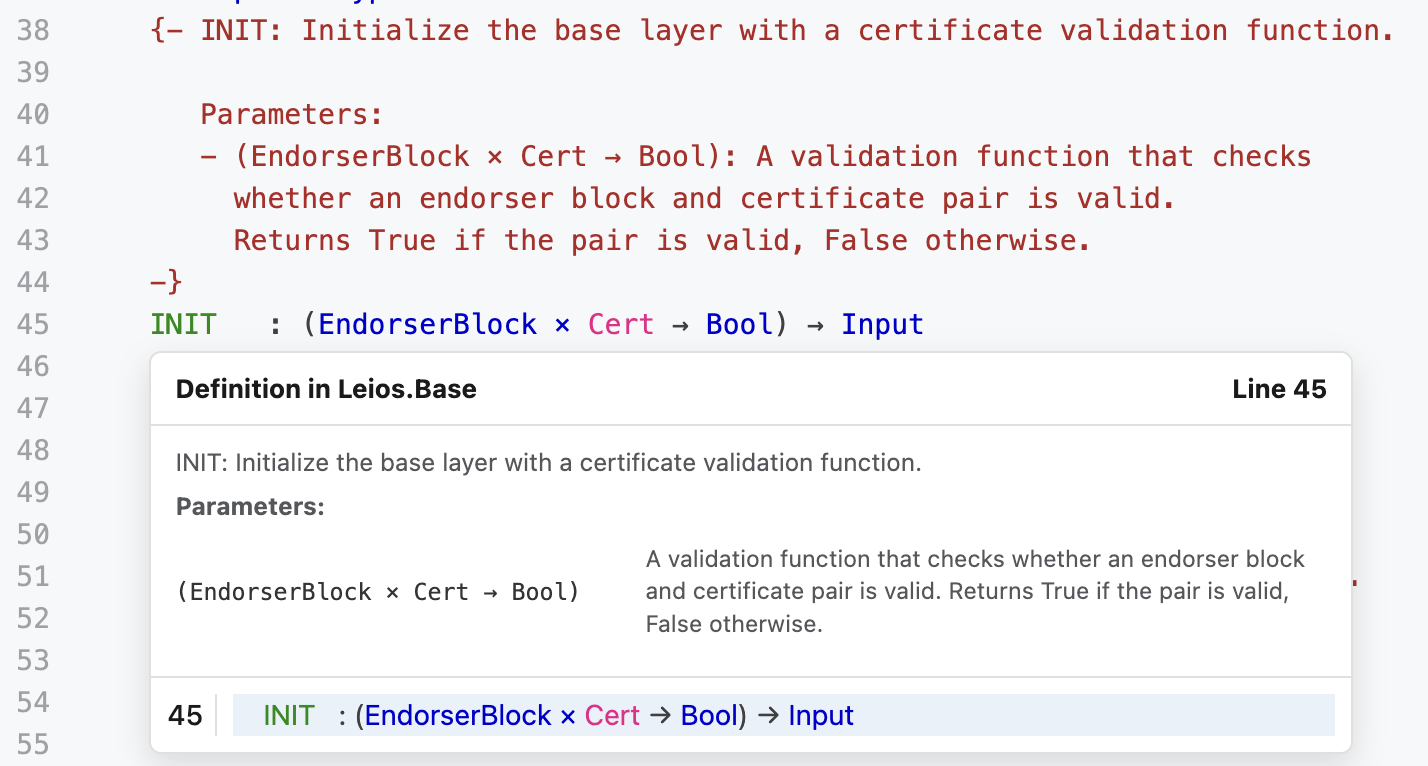 38 {- INIT: Initialize the base layer with a certificate validation function.
39
40 Parameters:
41 - (EndorserBlock × Cert → Bool): A validation function that checks
42 whether an endorser block and certificate pair is valid.
43 Returns True if the pair is valid, False otherwise.
44 -}
45 INIT : (EndorserBlock × Cert → Bool) → Input
46
Definition in Leios.Base Line 45
47
48
INIT: Initialize the base layer with a certificate validation function.
49
Parameters:
50
51
(EndorserBlock × Cert → Bool)
A validation function that checks whether an endorser block
and certificate pair is valid. Returns True if the pair is valid,
False otherwise.
52
53
54
45 INIT : (EndorserBlock × Cert → Bool) → Input
55